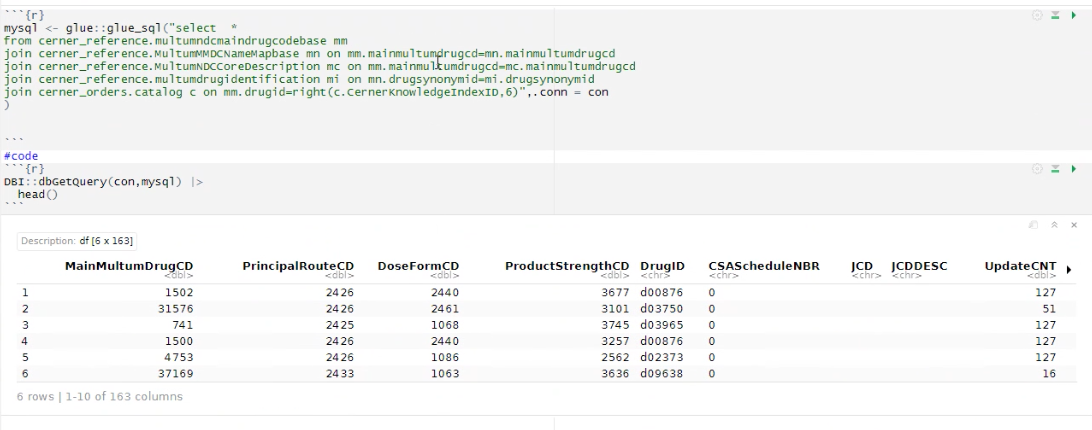 ```{r}
mysql <- glue::glue_sql("select  *
from cerner_reference.multumndcmaindrugcodebase mm
join cerner_reference.MultumMMDCNameMapbase mn on mm.mainmultumdrugcd=mn.mainmultumdrugcd
join cerner_reference.MultumNDCCoreDescription mc on mm.mainmultumdrugcd=mc.mainmultumdrugcd
join cerner_reference.multumdrugidentification mi on mn.drugsynonymid=mi.drugsynonymid
join cerner_orders.catalog c on mm.drugid=right(c.CernerKnowledgeIndexID,6)",.conn = con
)
```
#code
```{r}
DBI::dbGetQuery(con,mysql) |>
  head()
```
Description: df [6 x 163]
MainMultumDrugCD PrincipalRouteCD DoseFormCD ProductStrengthCD DrugID CSAScheduleNBR JCD JCDDESC UpdateCNT
<dbl> <dbl> <dbl> <dbl> <chr> <chr> <chr> <chr> <dbl>
1 1502 2426 2440 3677 d00876 0 127
2 31576 2426 2461 3101 d03750 0 51
3 741 2425 1068 3745 d03965 0 127
4 1500 2426 2440 3257 d00876 0 127
5 4753 2426 1086 2562 d02373 0 127
6 37169 2433 1063 3636 d09638 0 16
6 rows | 1-10 of 163 columns